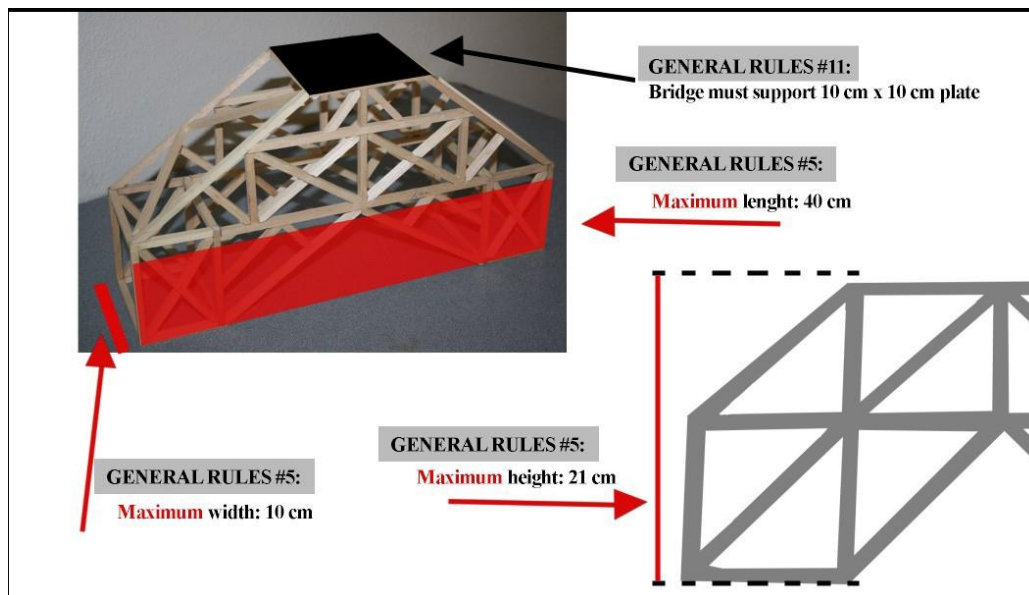 GENERAL RULES #11:
Bridge must support 10 cm x 10 cm plate
GENERAL RULES #5:
Maximum lenght: 40 cm
GENERAL RULES #5:
Maximum height: 21 cm
GENERAL RULES #5:
Maximum width: 10 cm